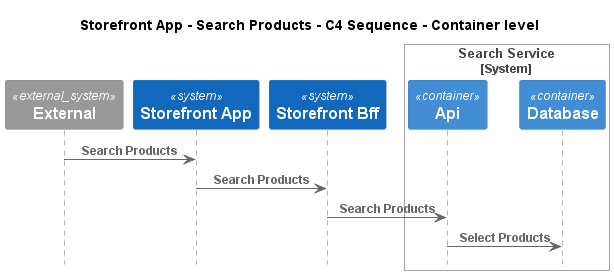 Storefront App - Search Products - C4 Sequence - Container level
Search Service
[System]
«external_system»
External
«system»
Storefront App
«system»
Storefront Bff
«container»
Api
«container»
Database
Search Products
Search Products
Search Products
Select Products